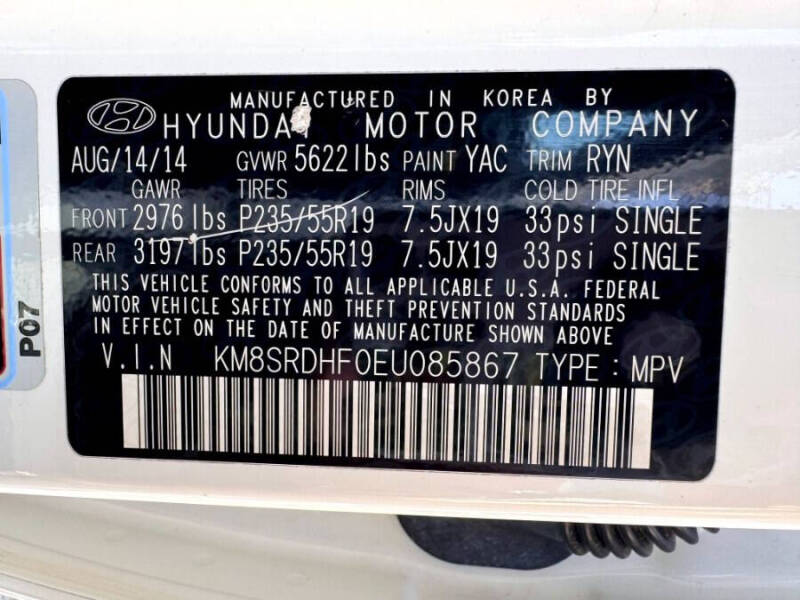 MANUFACTURED IN KOREA BY
HYUNDAI MOTOR COMPANY
AUG/14/14 GVWR 5622lbs PAINT YAC TRIM RYN
GAWR TIRES RIMS COLD TIRE INFL
FRONT 2976 lbs P235/55R19 7.5JX19 33psi SINGLE
REAR 3197lbs P235/55R19 7.5JX19 33psi SINGLE
THIS VEHICLE CONFORMS TO ALL APPLICABLE U.S.A. FEDERAL
MOTOR VEHICLE SAFETY AND THEFT PREVENTION STANDARDS
IN EFFECT ON THE DATE OF MANUFACTURE SHOWN ABOVE
V.I.N KM8SRDHF0EU085867 TYPE : MPV
P07